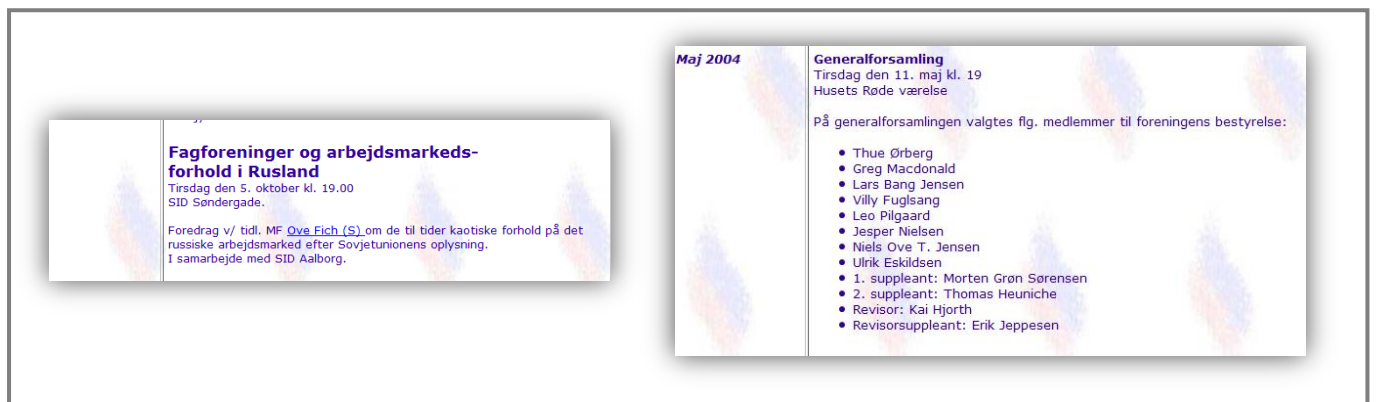 Fagforeninger og arbejdsmarkeds-
forhold i Rusland
Tirsdag den 5. oktober kl. 19.00
SID Søndergade.
Foredrag v/ tidl. MF Ove Fich (S) om de til tider kaotiske forhold på det
russiske arbejdsmarked efter Sovjetunionens oplysning.
I samarbejde med SID Aalborg.
Maj 2004
Generalforsamling
Tirsdag den 11. maj kl. 19
Husets Røde værelse
På generalforsamlingen valgtes flg. medlemmer til foreningens bestyrelse:
• Thue Ørberg
• Greg Macdonald
• Lars Bang Jensen
• Villy Fuglsang
• Leo Pilgaard
• Jesper Nielsen
• Niels Ove T. Jensen
• Ulrik Eskildsen
• 1. suppleant: Morten Grøn Sørensen
• 2. suppleant: Thomas Heuniche
• Revisor: Kai Hjorth
• Revisorsuppleant: Erik Jeppesen